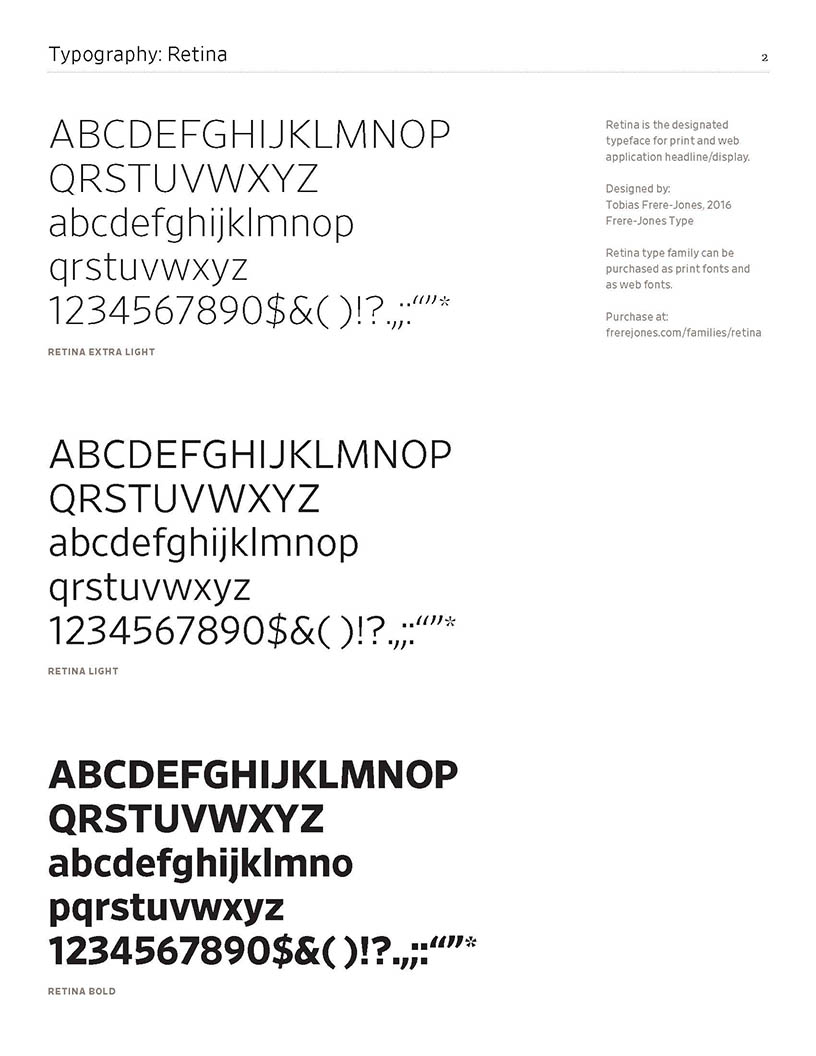 Typography: Retina
2
ABCDEFGHIJKLMNOP
QRSTUVWXYZ
abcdefghijklmnop
qrstuvwxyz
1234567890$&( )!?.,;:“”*
RETINA EXTRA LIGHT
Retina is the designated
typeface for print and web
application headline/display.
Designed by:
Tobias Frere-Jones, 2016
Frere-Jones Type
Retina type family can be
purchased as print fonts and
as web fonts.
Purchase at:
frerejones.com/families/retina
ABCDEFGHIJKLMNOP
QRSTUVWXYZ
abcdefghijklmnop
qrstuvwxyz
1234567890$&( )!?.,;:“”*
RETINA LIGHT
ABCDEFGHIJKLMNOP
QRSTUVWXYZ
abcdefghijklmno
pqrstuvwxyz
1234567890$&( )!?.,;:“”*
RETINA BOLD